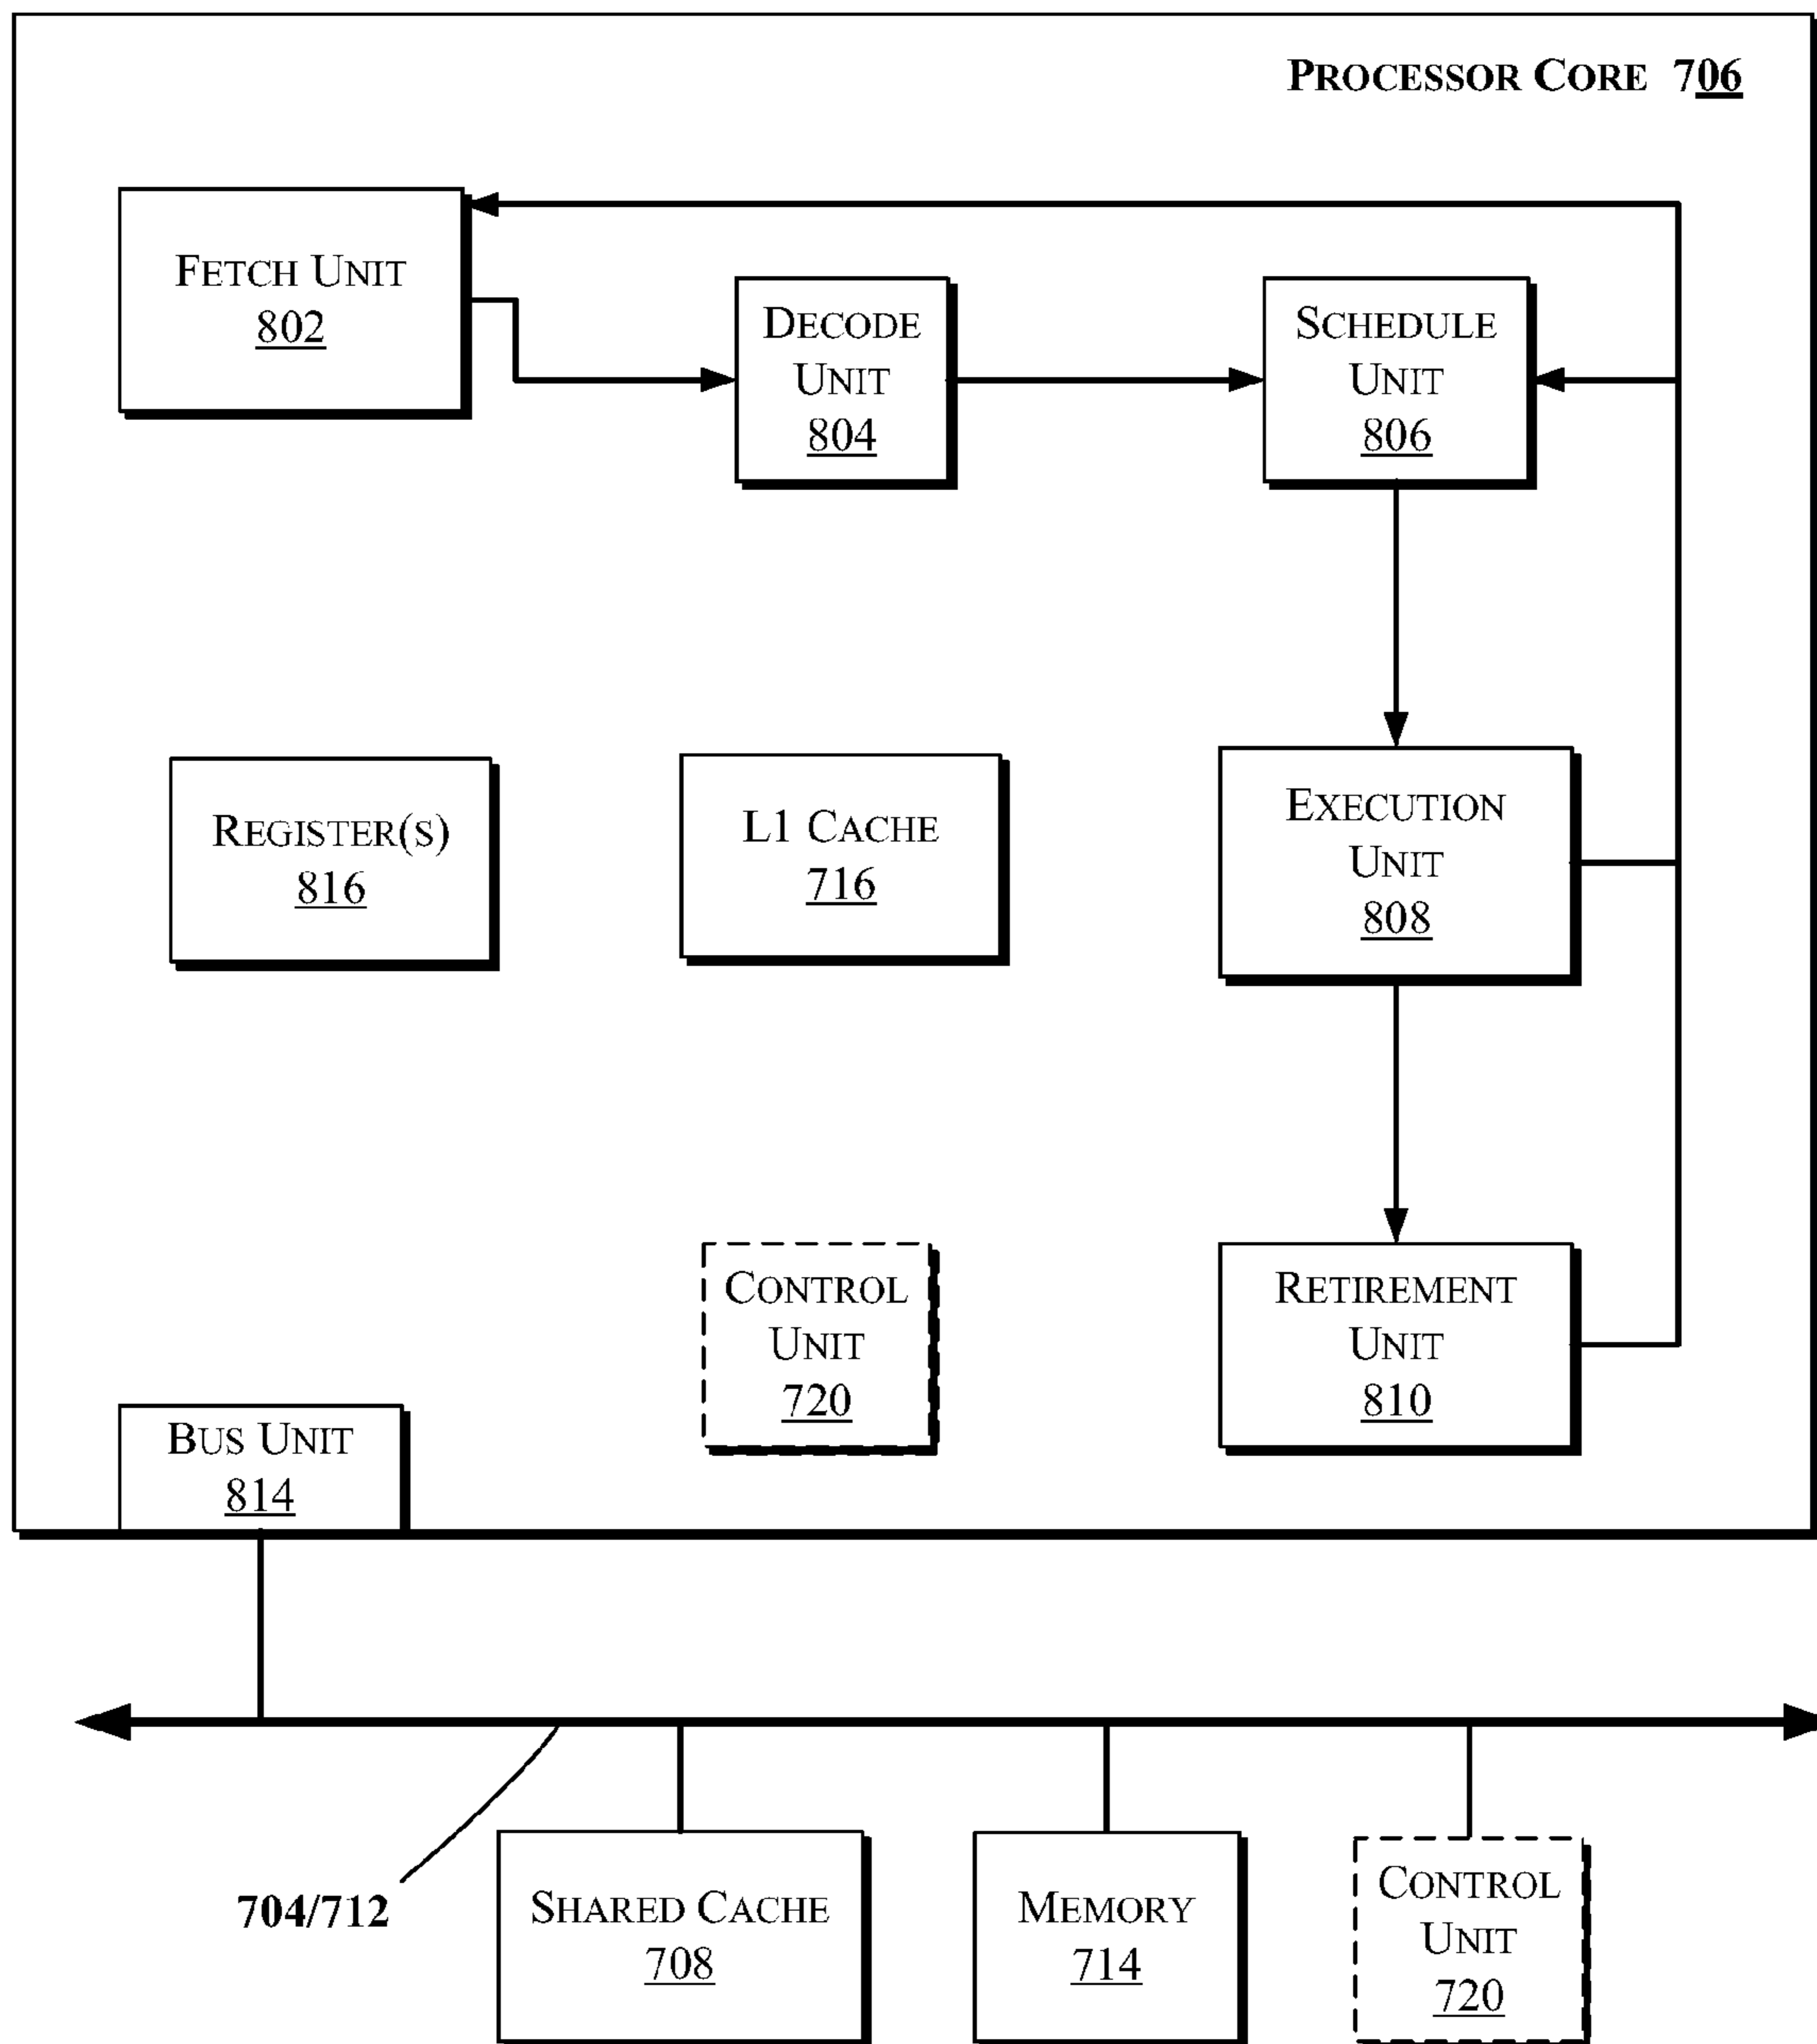 PROCESSOR CORE 706
FETCH UNIT
802
DECODE
UNIT
804
SCHEDULE
UNIT
806
REGISTER(S)
816
L1 CACHE
716
EXECUTION
UNIT
808
CONTROL
UNIT
720
RETIREMENT
UNIT
810
BUS UNIT
814
704/712
SHARED CACHE
708
MEMORY
714
CONTROL
UNIT
720